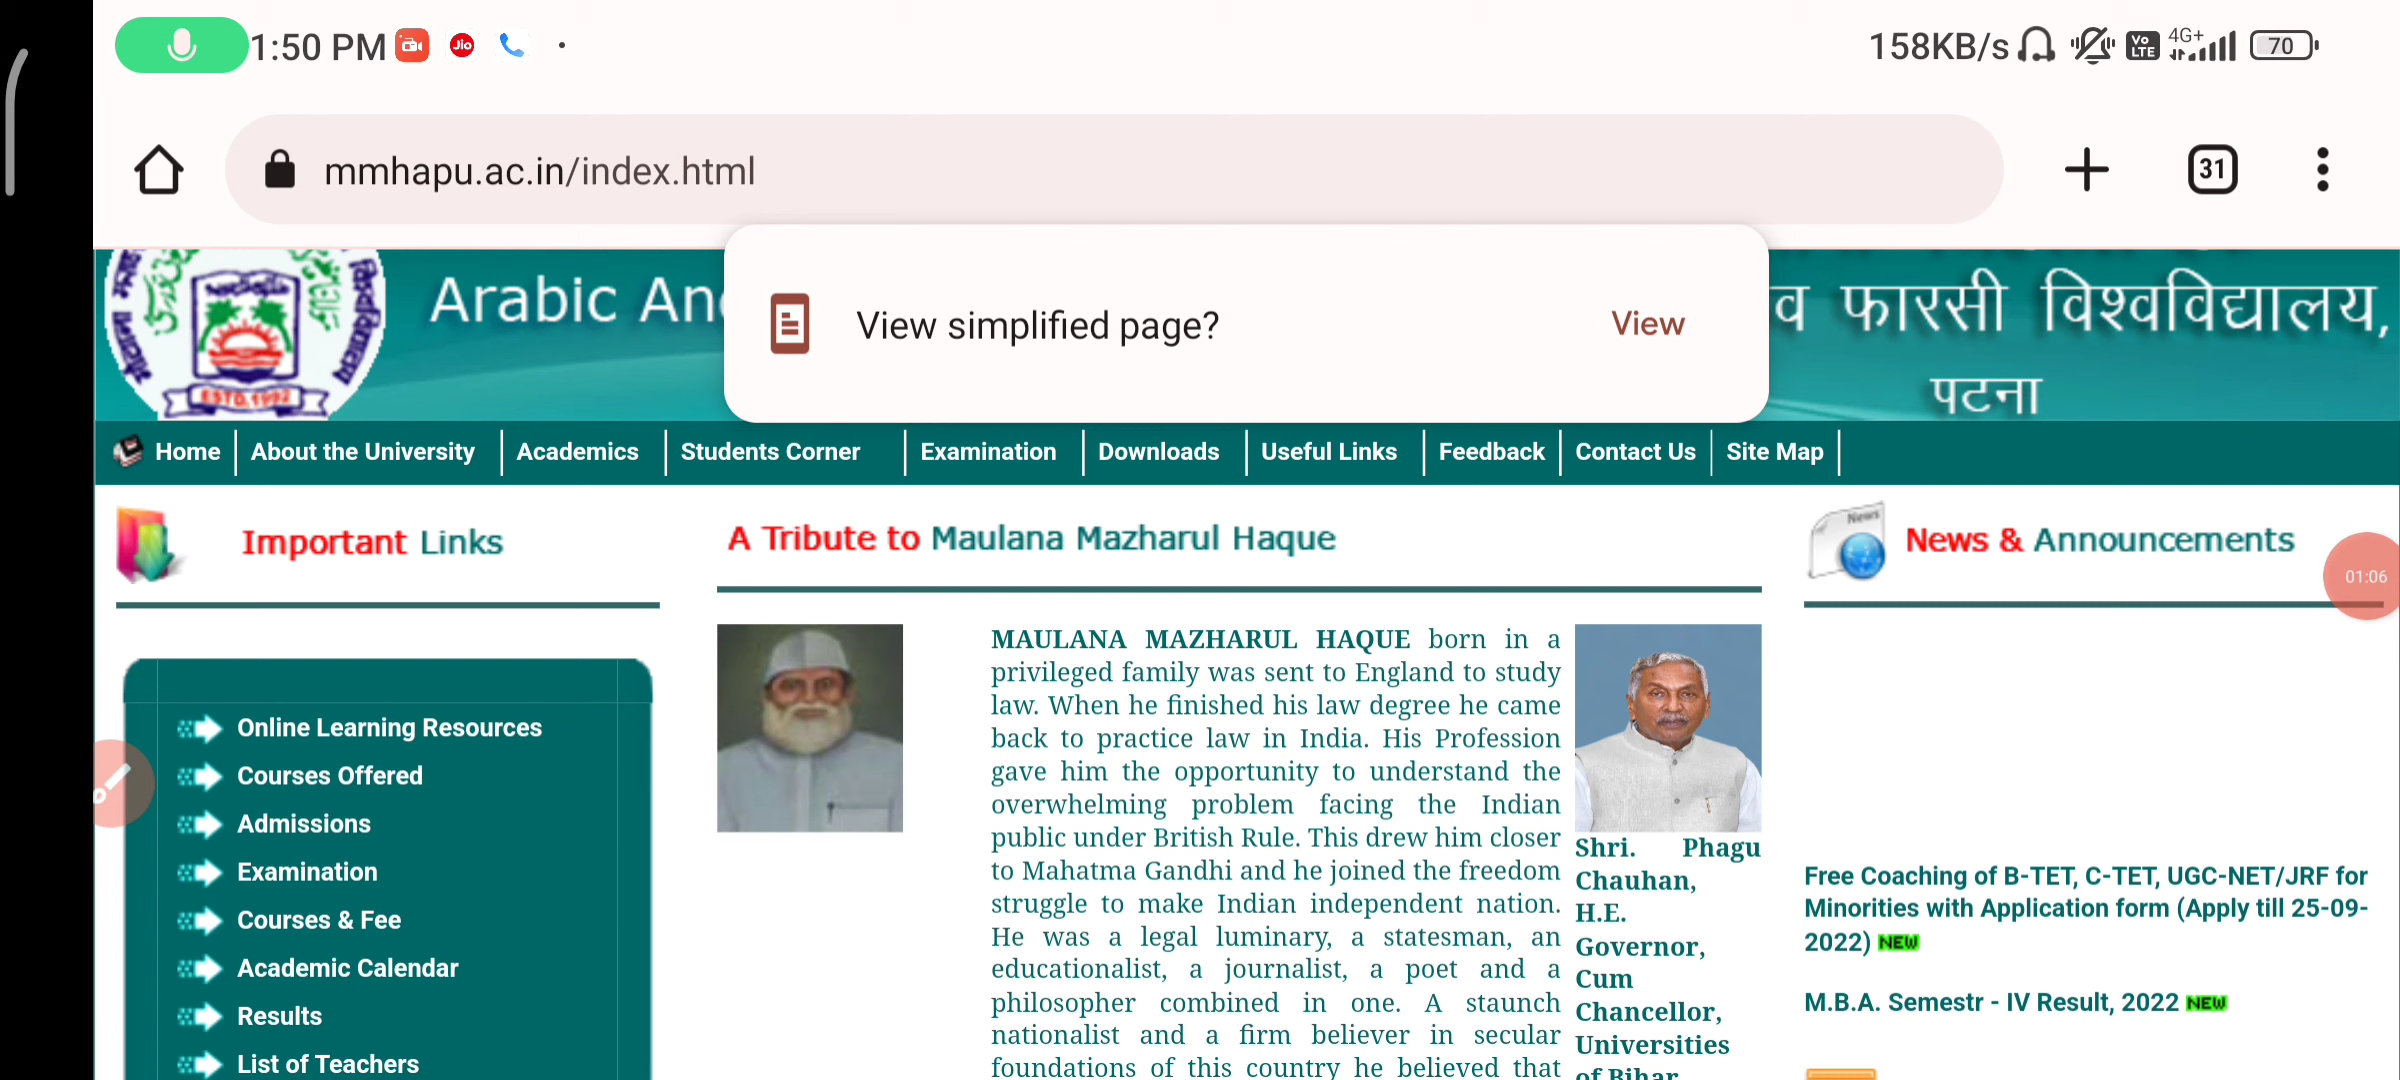 1:50 PM
Jio
158KB/s
Vo LTE
4G+
70
mmhapu.ac.in/index.html
31
View simplified page?
View
Arabic An
व फारसी विश्वविद्यालय,
पटना
ESTD.1992
Home
About the University
Academics
Students Corner
Examination
Downloads
Useful Links
Feedback
Contact Us
Site Map
Important Links
Online Learning Resources
Courses Offered
Admissions
Examination
Courses & Fee
Academic Calendar
Results
List of Teachers
A Tribute to Maulana Mazharul Haque
MAULANA MAZHARUL HAQUE born in a
privileged family was sent to England to study
law. When he finished his law degree he came
back to practice law in India. His Profession
gave him the opportunity to understand the
overwhelming problem facing the Indian
public under British Rule. This drew him closer
to Mahatma Gandhi and he joined the freedom
struggle to make Indian independent nation.
He was a legal luminary, a statesman, an
educationalist, a journalist, a poet and a
philosopher combined in one. A staunch
nationalist and a firm believer in secular
foundations of this country he believed that
Shri. Phagu
Chauhan,
H.E.
Governor,
Cum
Chancellor,
Universities
of Bihar
News
News & Announcements
01:06
Free Coaching of B-TET, C-TET, UGC-NET/JRF for
Minorities with Application form (Apply till 25-09-
2022) NEW
M.B.A. Semestr - IV Result, 2022 NEW